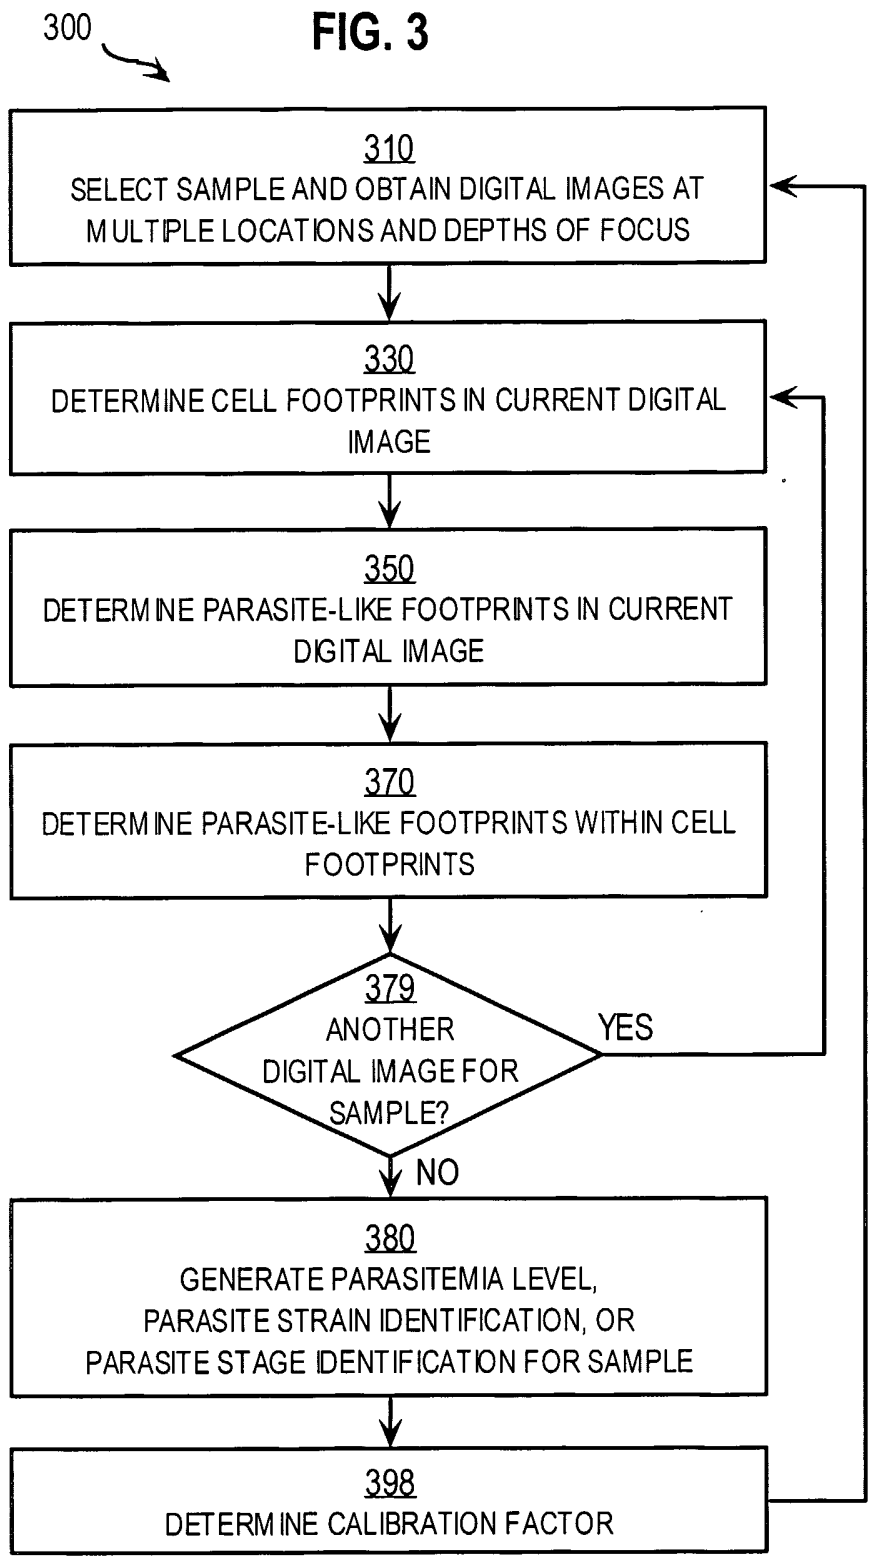 300
FIG. 3
310
SELECT SAMPLE AND OBTAIN DIGITAL IMAGES AT
MULTIPLE LOCATIONS AND DEPTHS OF FOCUS
330
DETERMINE CELL FOOTPRINTS IN CURRENT DIGITAL
IMAGE
350
DETERMINE PARASITE-LIKE FOOTPRINTS IN CURRENT
DIGITAL IMAGE
370
DETERMINE PARASITE-LIKE FOOTPRINTS WITHIN CELL
FOOTPRINTS
379
ANOTHER
DIGITAL IMAGE FOR
SAMPLE?
YES
NO
380
GENERATE PARASITEMIA LEVEL,
PARASITE STRAIN IDENTIFICATION, OR
PARASITE STAGE IDENTIFICATION FOR SAMPLE
398
DETERMINE CALIBRATION FACTOR